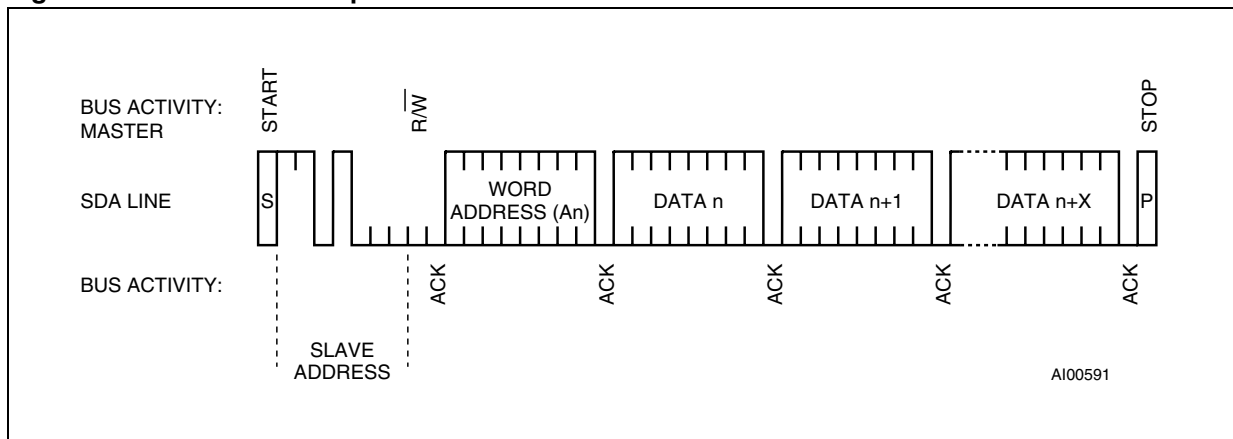 BUS ACTIVITY:
MASTER
START
R/W
STOP
SDA LINE
S
WORD
ADDRESS (An)
DATA n
DATA n+1
DATA n+X
P
BUS ACTIVITY:
ACK
ACK
ACK
ACK
ACK
SLAVE
ADDRESS
AI00591